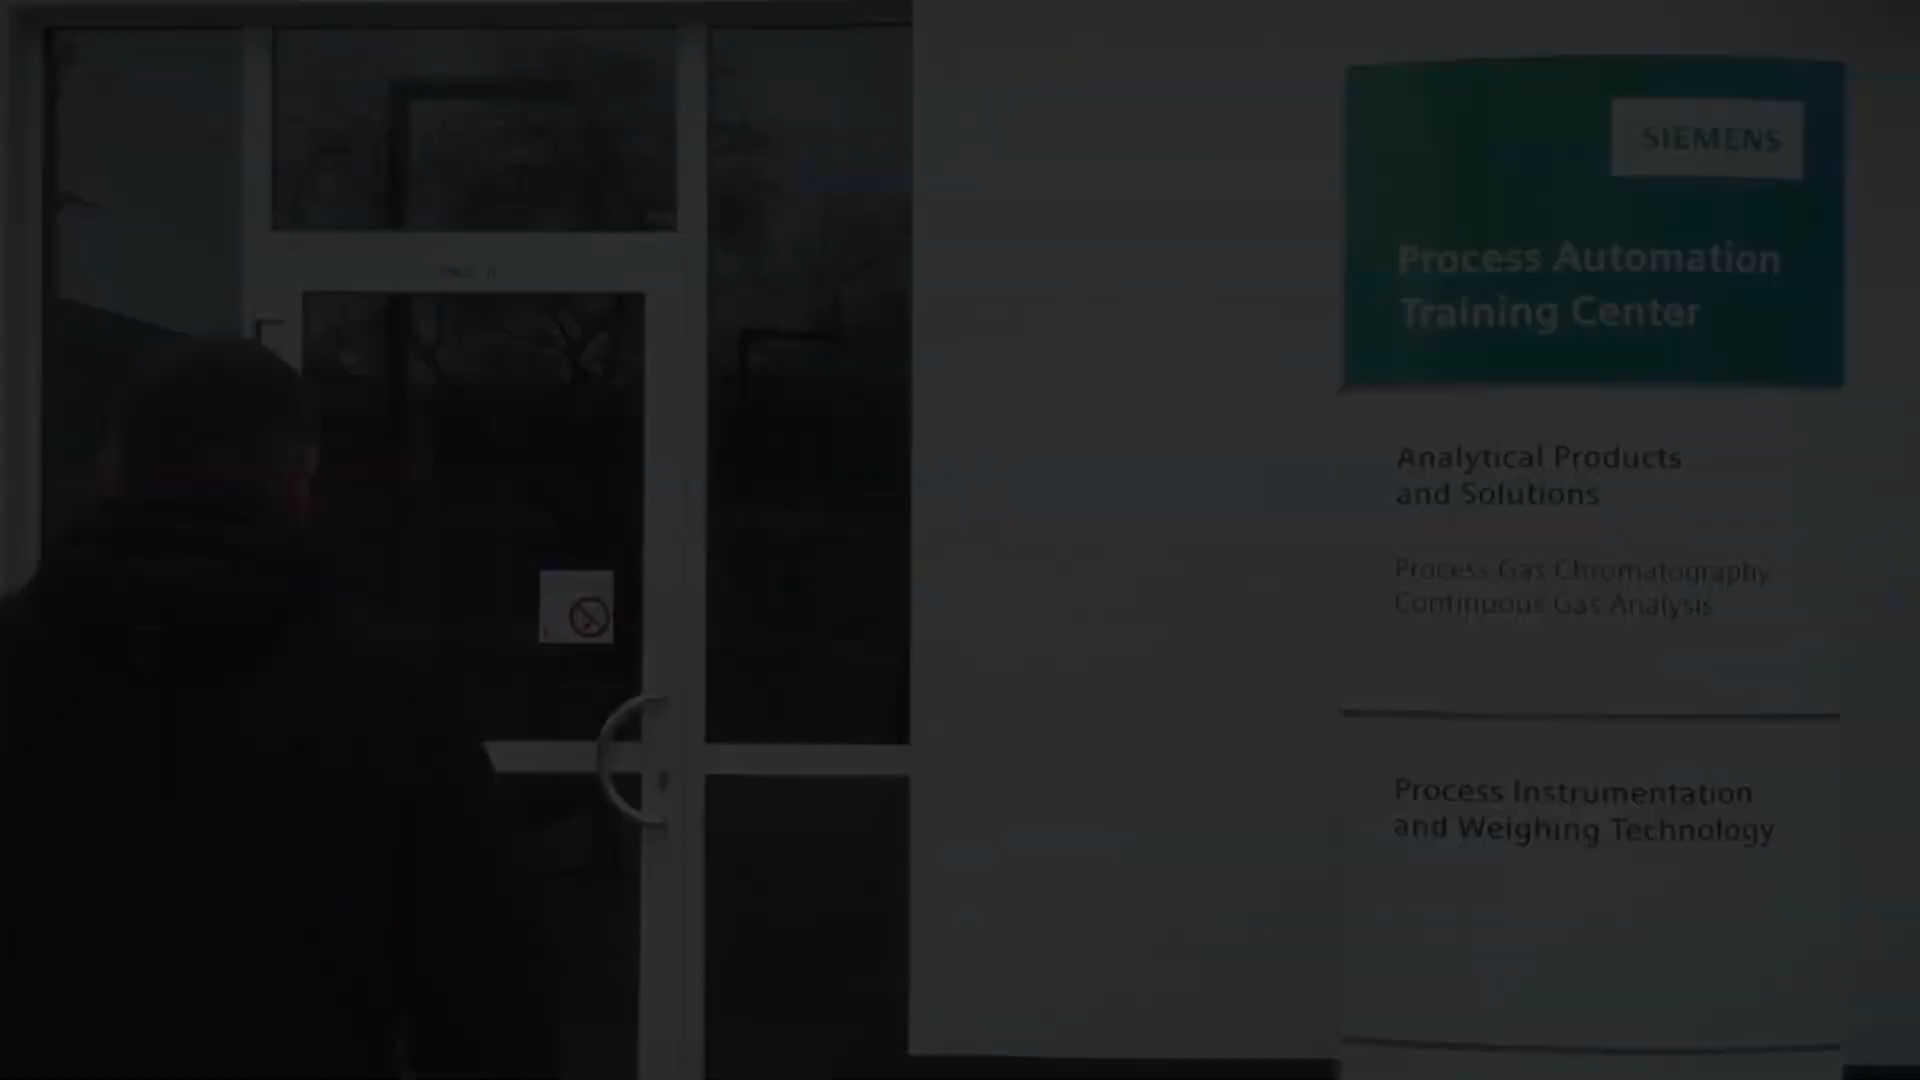 SIEMENS
Process Automation
Training Center
Analytical Products
and Solutions
Process Gas Chromatography
Continuous Gas Analysis
Process Instrumentation
and Weighing Technology